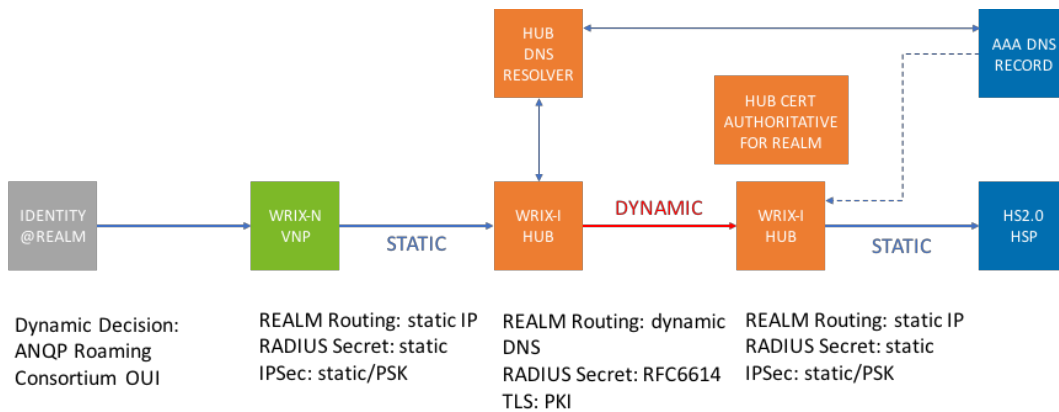 HUB
DNS
RESOLVER
AAA DNS
RECORD
HUB CERT
AUTHORITATIVE
FOR REALM
IDENTITY
@REALM
WRIX-N
VNP
STATIC
WRIX-I
HUB
DYNAMIC
WRIX-I
HUB
STATIC
HS2.0
HSP
Dynamic Decision:
ANQP Roaming
Consortium OUI
REALM Routing: static IP
RADIUS Secret: static
IPSec: static/PSK
REALM Routing: dynamic
DNS
RADIUS Secret: RFC6614
TLS: PKI
REALM Routing: static IP
RADIUS Secret: static
IPSec: static/PSK